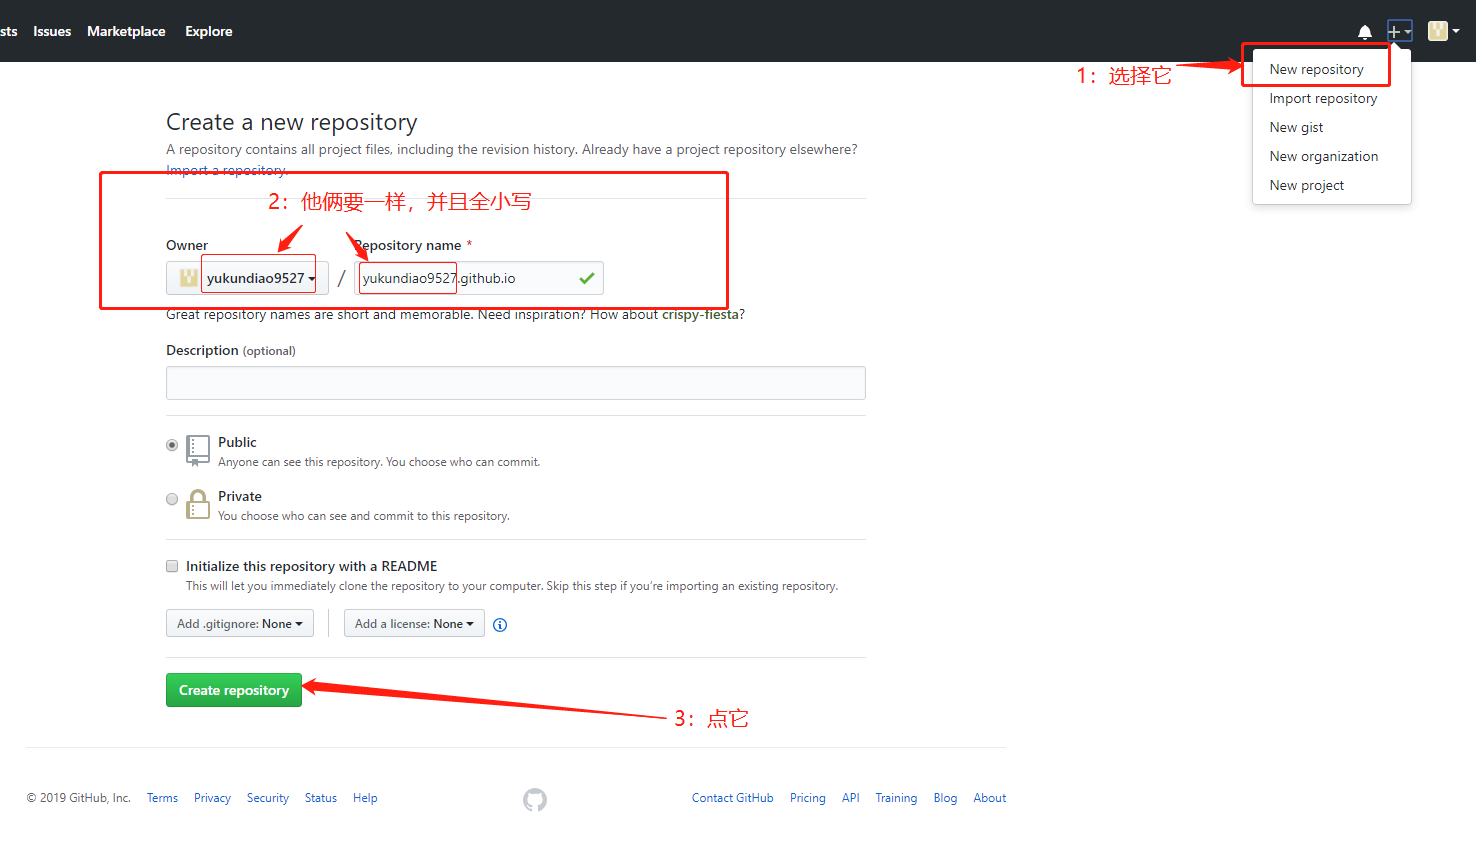 sts Issues Marketplace Explore
1：选择它
New repository
Import repository
New gist
New organization
New project
Create a new repository
A repository contains all project files, including the revision history. Already have a project repository elsewhere?
Import a repository.
2：他俩要一样，并且全小写
Owner
Repository name *
yukundiao9527 / yukundiao9527.github.io
Great repository names are short and memorable. Need inspiration? How about crispy-fiesta?
Description (optional)
Public
Anyone can see this repository. You choose who can commit.
Private
You choose who can see and commit to this repository.
Initialize this repository with a README
This will let you immediately clone the repository to your computer. Skip this step if you're importing an existing repository.
Add .gitignore: None Add a license: None
Create repository
3：点它
© 2019 GitHub, Inc. Terms Privacy Security Status Help Contact GitHub Pricing API Training Blog About